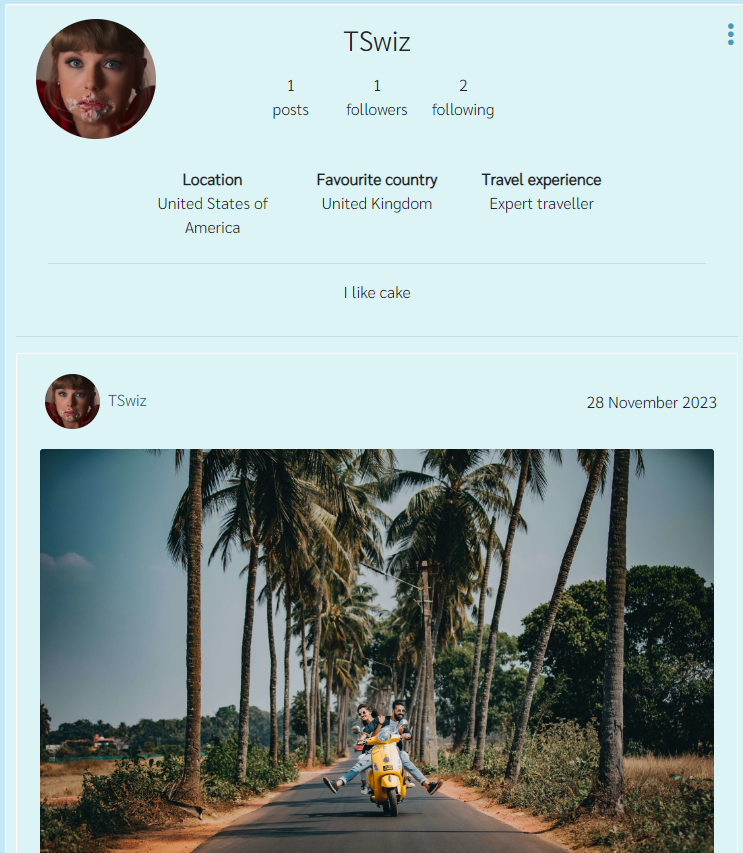 TSwiz
1 1 2
posts followers following
Location Favourite country Travel experience
United States of United Kingdom Expert traveller
America
I like cake
TSwiz 28 November 2023